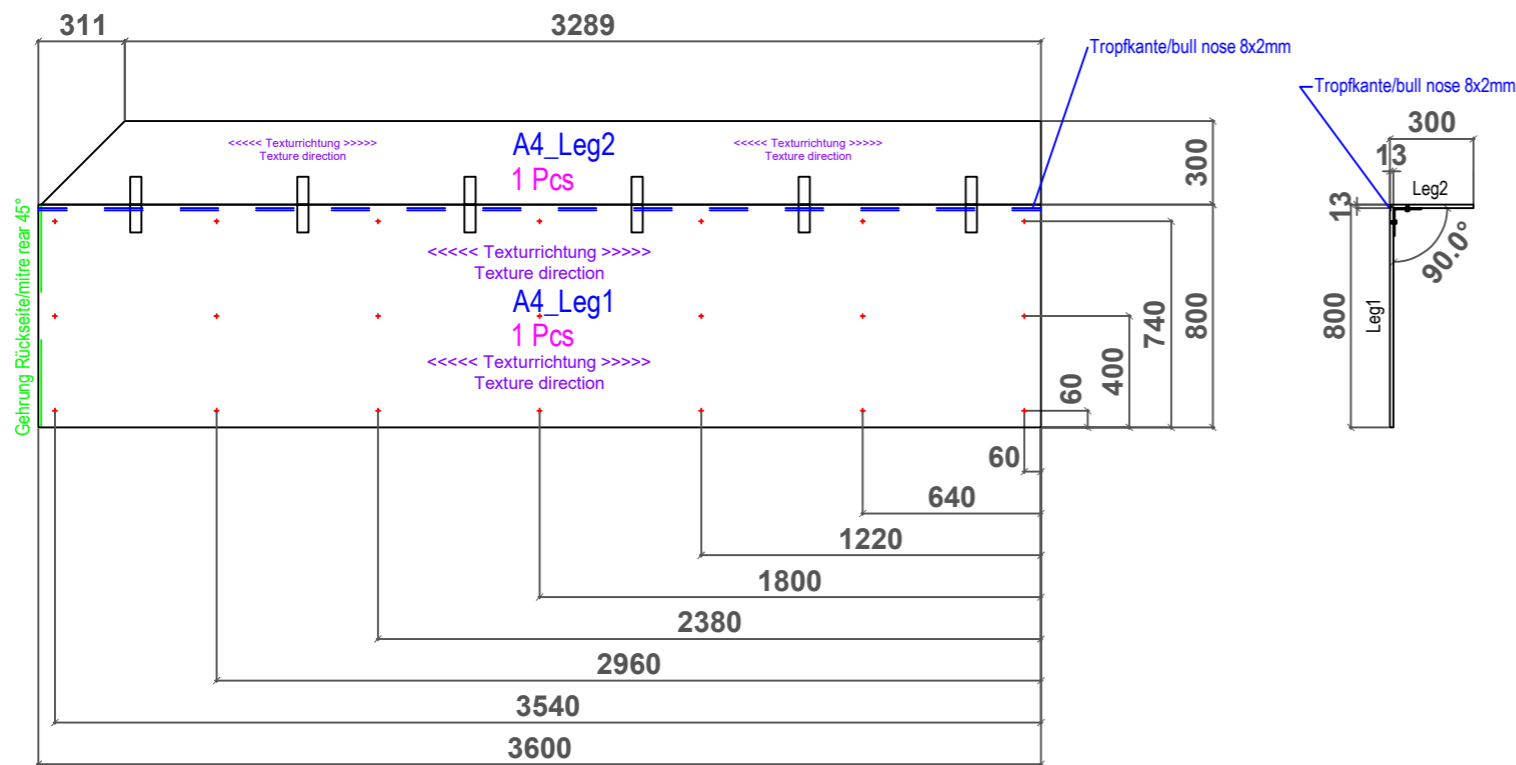 311
3289
Tropfkante/bull nose 8x2mm
Tropfkante/bull nose 8x2mm
<<<<< Texturrichtung >>>>>
Texture direction
A4_Leg2
1 Pcs
<<<<< Texturrichtung >>>>>
Texture direction
300
300
13
Leg2
13
90.0°
800
Leg1
Gehrung Rückseite/mitre rear 45°
<<<<< Texturrichtung >>>>>
Texture direction
A4_Leg1
1 Pcs
<<<<< Texturrichtung >>>>>
Texture direction
60
400
740
800
60
640
1220
1800
2380
2960
3540
3600